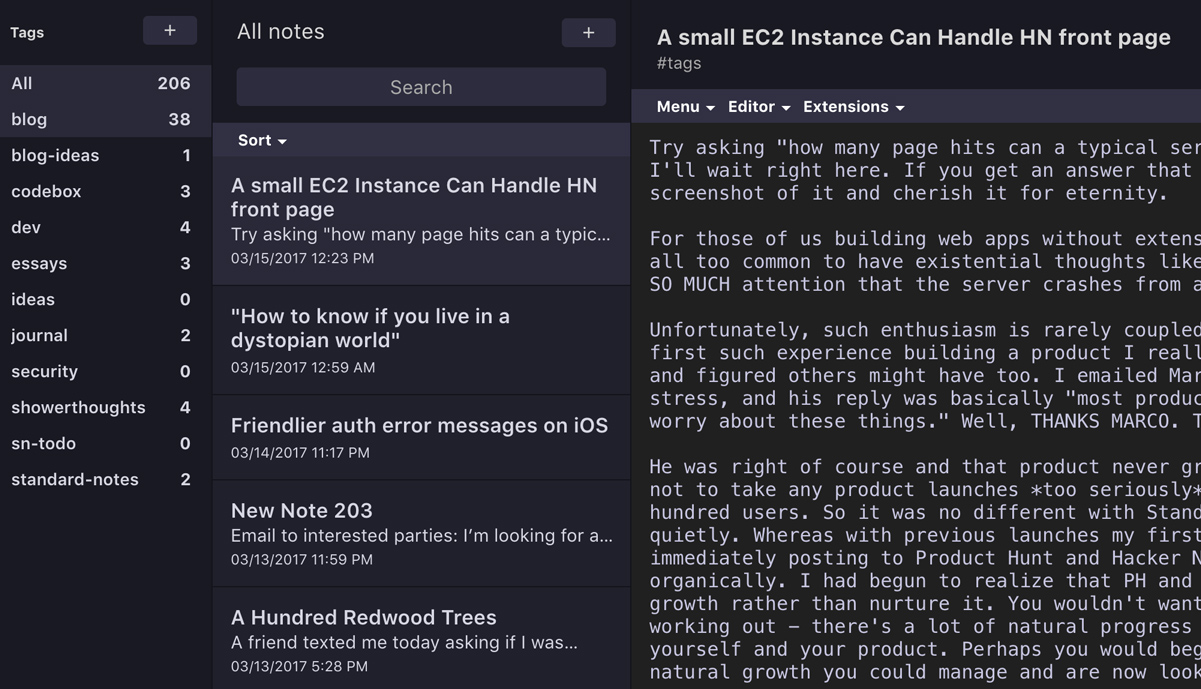 Tags
+
All 206
blog 38
blog-ideas 1
codebox 3
dev 4
essays 3
ideas 0
journal 2
security 0
showerthoughts 4
sn-todo 0
standard-notes 2
All notes
+
Search
Sort
A small EC2 Instance Can Handle HN
front page
Try asking "how many page hits can a typic...
03/15/2017 12:23 PM
"How to know if you live in a
dystopian world"
03/15/2017 12:59 AM
Friendlier auth error messages on iOS
03/14/2017 11:17 PM
New Note 203
Email to interested parties: I’m looking for a...
03/13/2017 11:59 PM
A Hundred Redwood Trees
A friend texted me today asking if I was...
03/13/2017 5:28 PM
A small EC2 Instance Can Handle HN front page
#tags
Menu Editor Extensions
Try asking "how many page hits can a typical ser
I'll wait right here. If you get an answer that
screenshot of it and cherish it for eternity.
For those of us building web apps without extens
all too common to have existential thoughts like
SO MUCH attention that the server crashes from a
Unfortunately, such enthusiasm is rarely coupled
first such experience building a product I reall
and figured others might have too. I emailed Mar
stress, and his reply was basically "most produc
worry about these things." Well, THANKS MARCO. T
He was right of course and that product never gr
not to take any product launches *too seriously*
hundred users. So it was no different with Stand
quietly. Whereas with previous launches my first
immediately posting to Product Hunt and Hacker N
organically. I had begun to realize that PH and
growth rather than nurture it. You wouldn't want
working out – there's a lot of natural progress
yourself and your product. Perhaps you would beg
natural growth you could manage and are now look